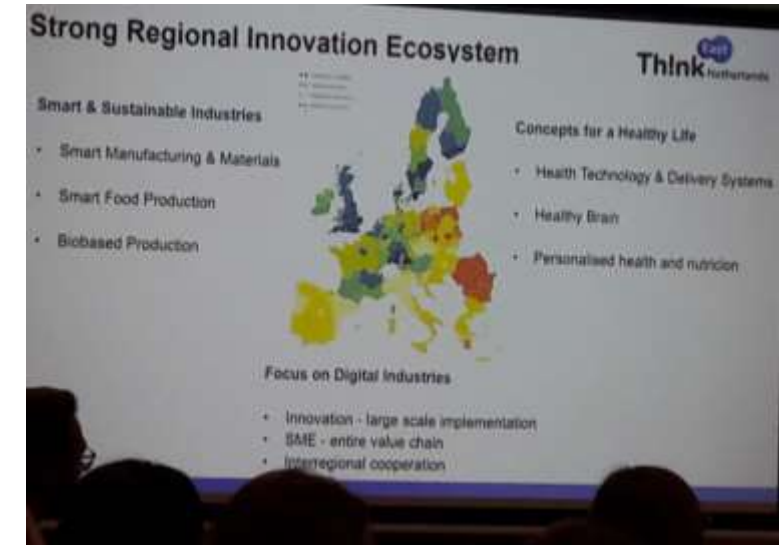 Strong Regional Innovation Ecosystem
East
ThInk Netherlands
Smart & Sustainable Industries
• Smart Manufacturing & Materials
• Smart Food Production
• Biobased Production
Concepts for a Healthy Life
• Health Technology & Delivery Systems
• Healthy Brain
• Personalised health and nutricion
Focus on Digital Industries
• Innovation - large scale implementation
• SME - entire value chain
• Interregional cooperation